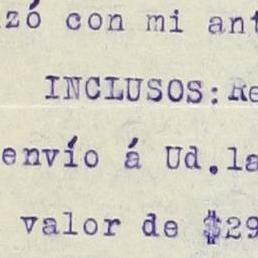 zó con mi ant
INCLUSOS: Re
envío á Ud. la
valor de $29